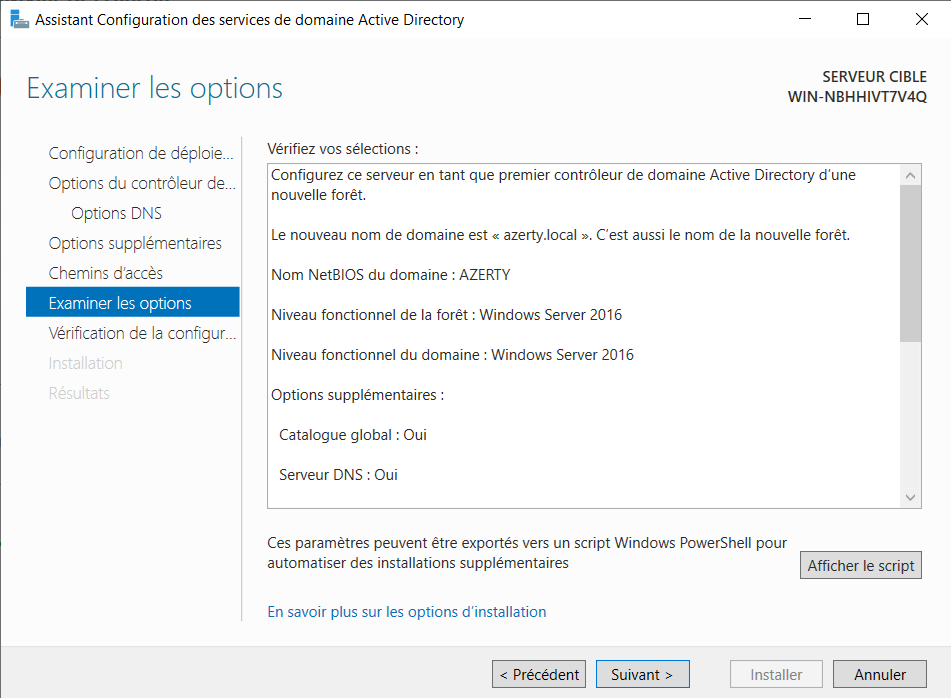 Assistant Configuration des services de domaine Active Directory
Examiner les options
SERVEUR CIBLE
WIN-NBHHIVT7V4Q
Configuration de déploie...
Options du contrôleur de...
Options DNS
Options supplémentaires
Chemins d’accès
Examiner les options
Vérification de la configur...
Installation
Résultats
Vérifiez vos sélections :
Configurez ce serveur en tant que premier contrôleur de domaine Active Directory d’une
nouvelle forêt.
Le nouveau nom de domaine est « azerty.local ». C’est aussi le nom de la nouvelle forêt.
Nom NetBIOS du domaine : AZERTY
Niveau fonctionnel de la forêt : Windows Server 2016
Niveau fonctionnel du domaine : Windows Server 2016
Options supplémentaires :
Catalogue global : Oui
Serveur DNS : Oui
Ces paramètres peuvent être exportés vers un script Windows PowerShell pour
automatiser des installations supplémentaires
Afficher le script
En savoir plus sur les options d’installation
< Précédent
Suivant >
Installer
Annuler